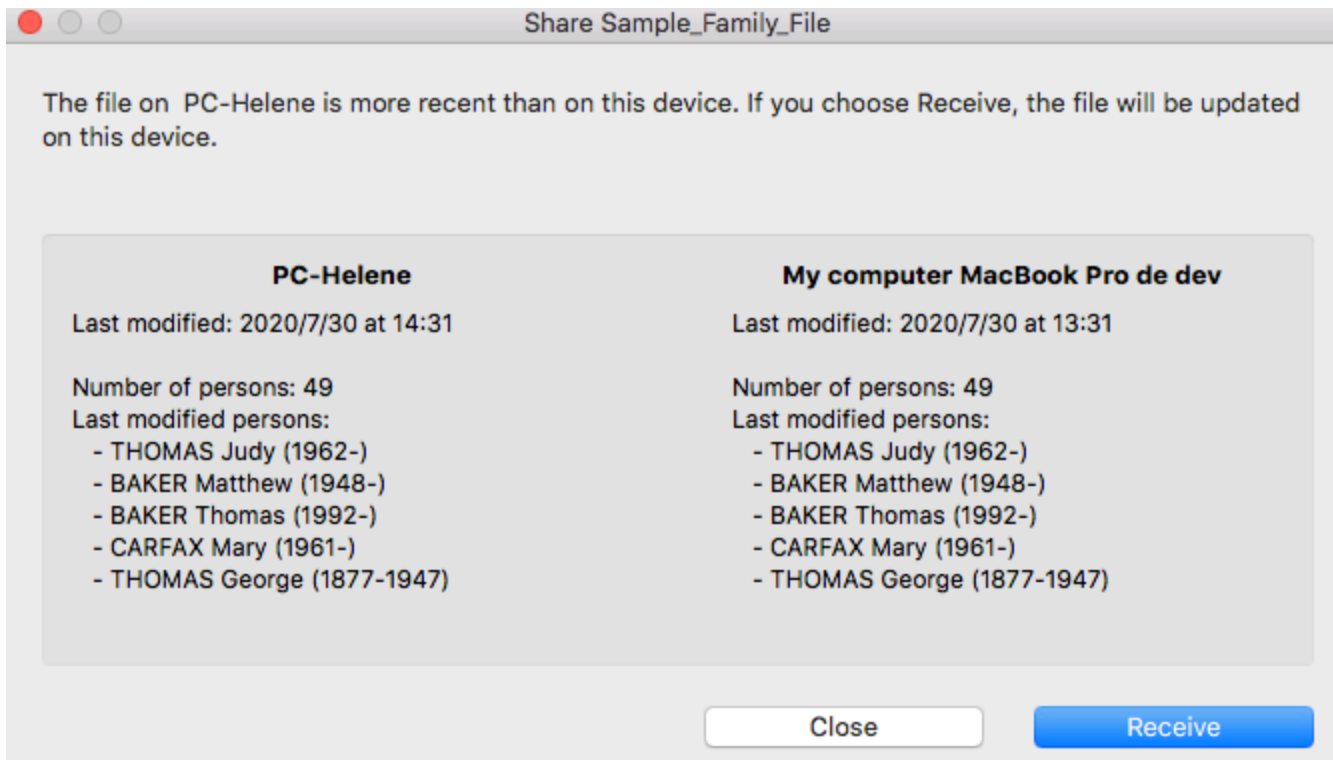 Share Sample_Family_File
The file on  PC-Helene is more recent than on this device. If you choose Receive, the file will be updated
on this device.
PC-Helene
Last modified: 2020/7/30 at 14:31
Number of persons: 49
Last modified persons:
- THOMAS Judy (1962-)
- BAKER Matthew (1948-)
- BAKER Thomas (1992-)
- CARFAX Mary (1961-)
- THOMAS George (1877-1947)
My computer MacBook Pro de dev
Last modified: 2020/7/30 at 13:31
Number of persons: 49
Last modified persons:
- THOMAS Judy (1962-)
- BAKER Matthew (1948-)
- BAKER Thomas (1992-)
- CARFAX Mary (1961-)
- THOMAS George (1877-1947)
Close
Receive